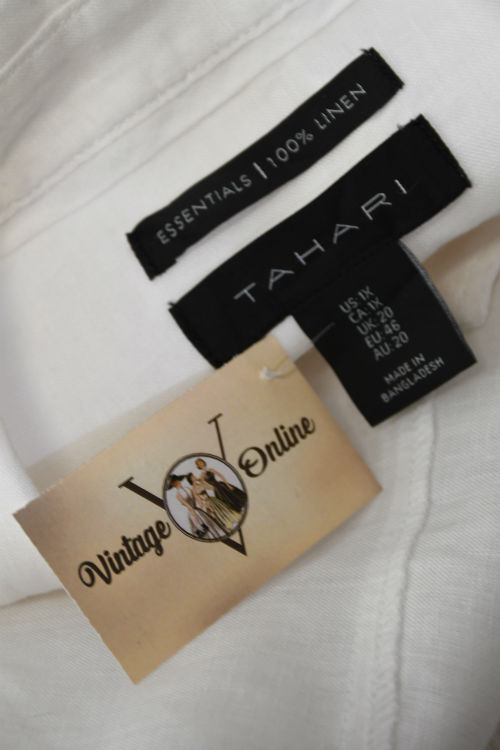 ESSENTIALS | 100% LINEN
TAHARI
US:1X
CA:1X
UK:20
EU:46
AU:20
MADE IN
BANGLADESH
V
Vintage Online